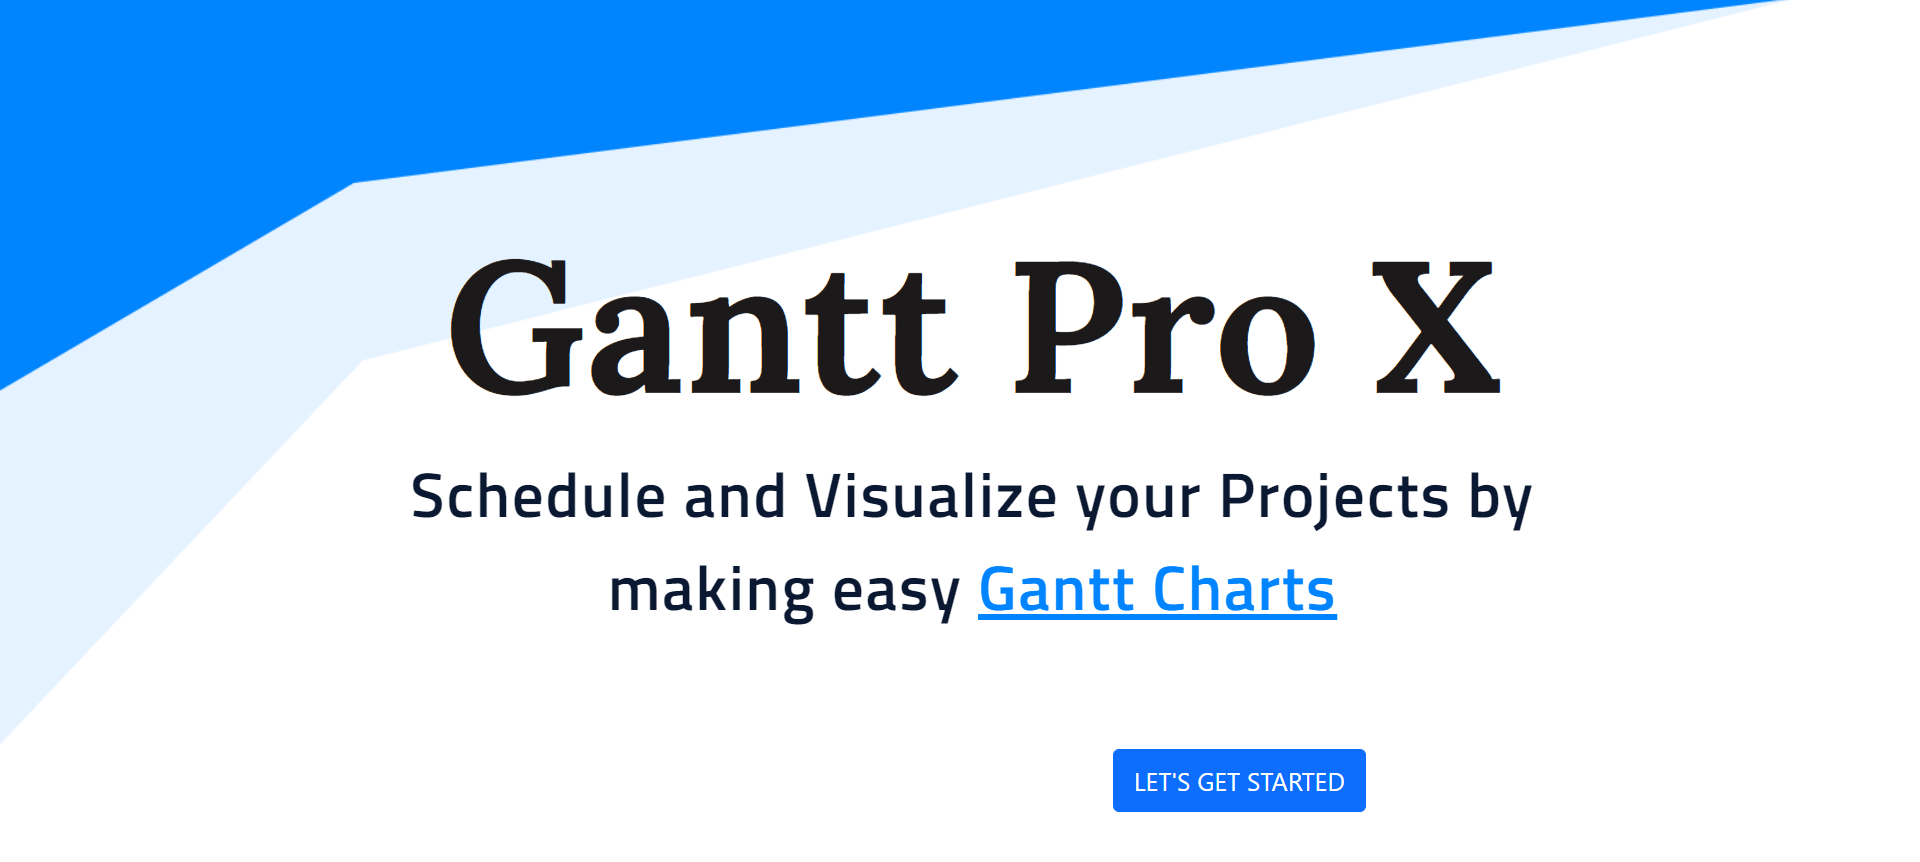 Gantt Pro X
Schedule and Visualize your Projects by
making easy Gantt Charts
LET'S GET STARTED